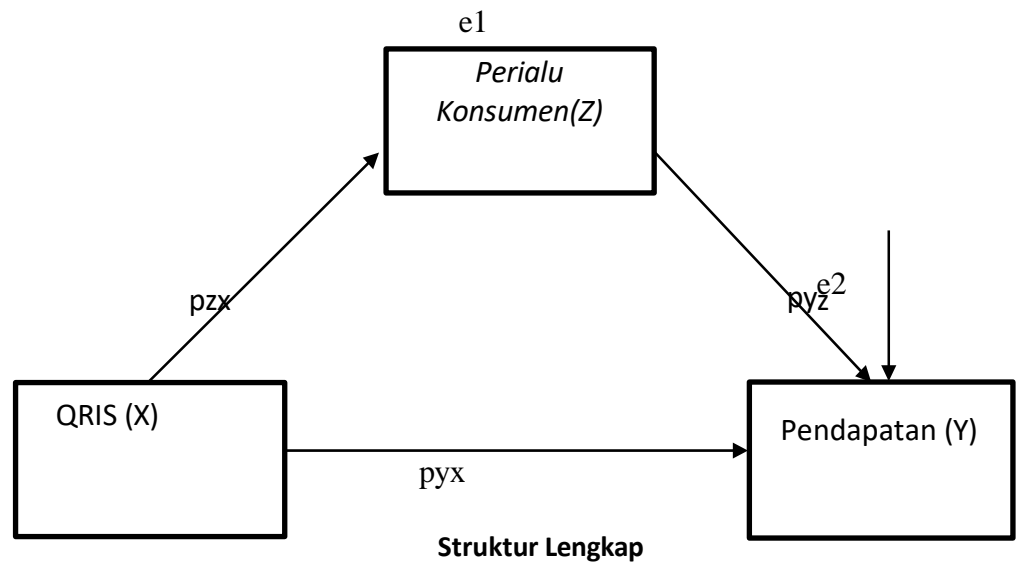 e1
Perialu
Konsumen(Z)
pzx
pyz
e2
QRIS (X)
Pendapatan (Y)
pyx
Struktur Lengkap